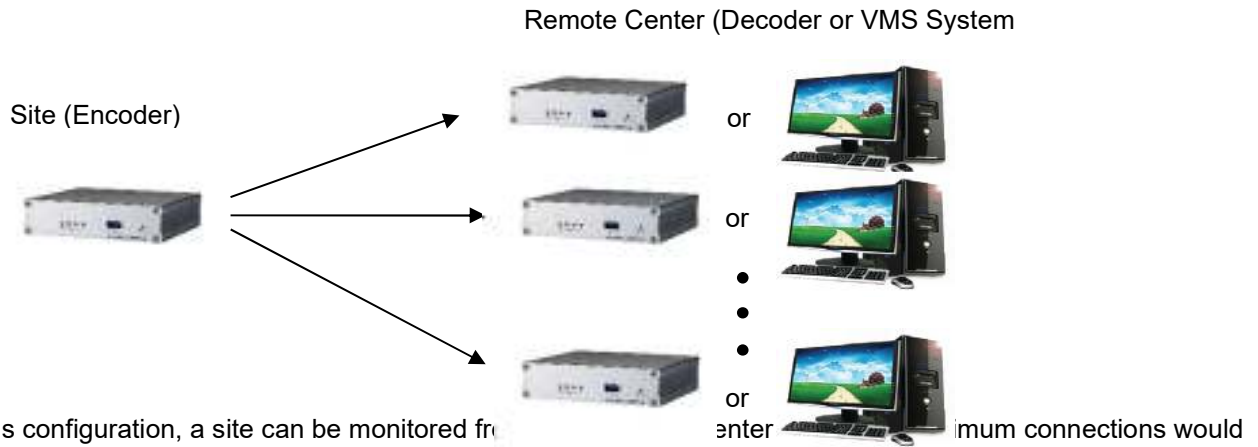 Remote Center (Decoder or VMS System
Site (Encoder)
or
or
or
s configuration, a site can be monitored enter imum connections would